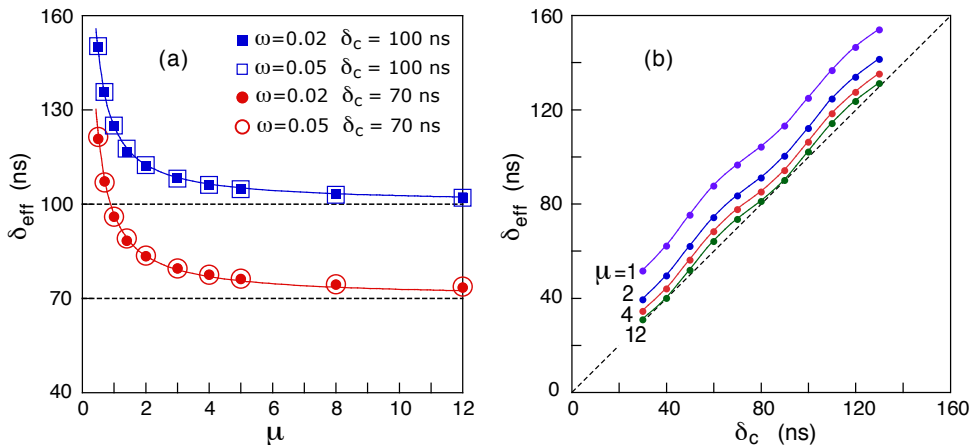 160
130
100
70
40
δeff (ns)
0
2
4
6
8
10
12
μ
(a)
ω=0.02 δc = 100 ns
ω=0.05 δc = 100 ns
ω=0.02 δc = 70 ns
ω=0.05 δc = 70 ns
160
120
80
40
0
δeff (ns)
0
40
80
120
160
δc (ns)
(b)
μ=1
2
4
12